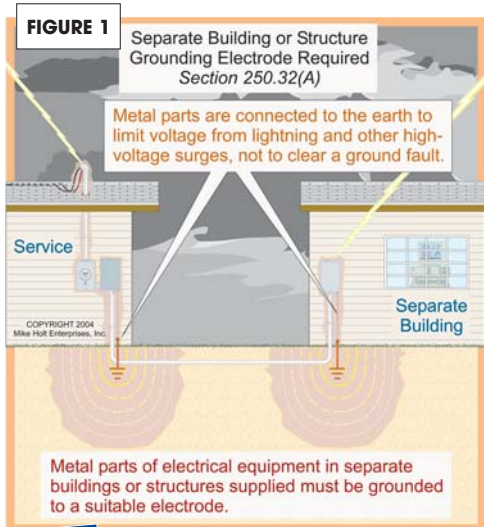 FIGURE 1
Separate Building or Structure
Grounding Electrode Required
Section 250.32(A)
Metal parts are connected to the earth to
limit voltage from lightning and other high-
voltage surges, not to clear a ground fault.
Service
Separate
Building
COPYRIGHT 2004
Mike Holt Enterprises, Inc.
Metal parts of electrical equipment in separate
buildings or structures supplied must be grounded
to a suitable electrode.